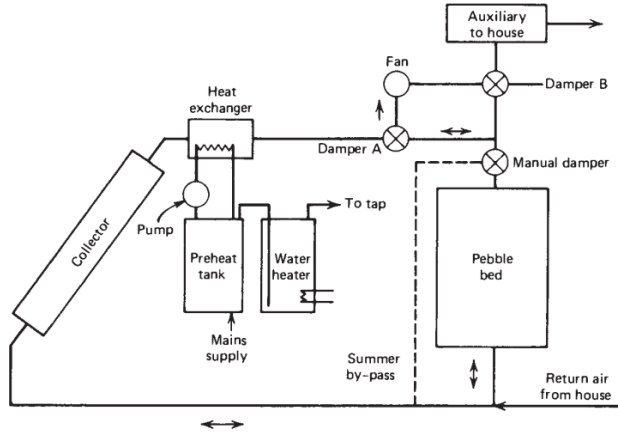 Auxiliary
to house
Fan
Damper B
Heat
exchanger
Damper A
Manual damper
Collector
Pump
To tap
Preheat
tank
Water
heater
Pebble
bed
Mains
supply
Summer
by-pass
Return air
from house